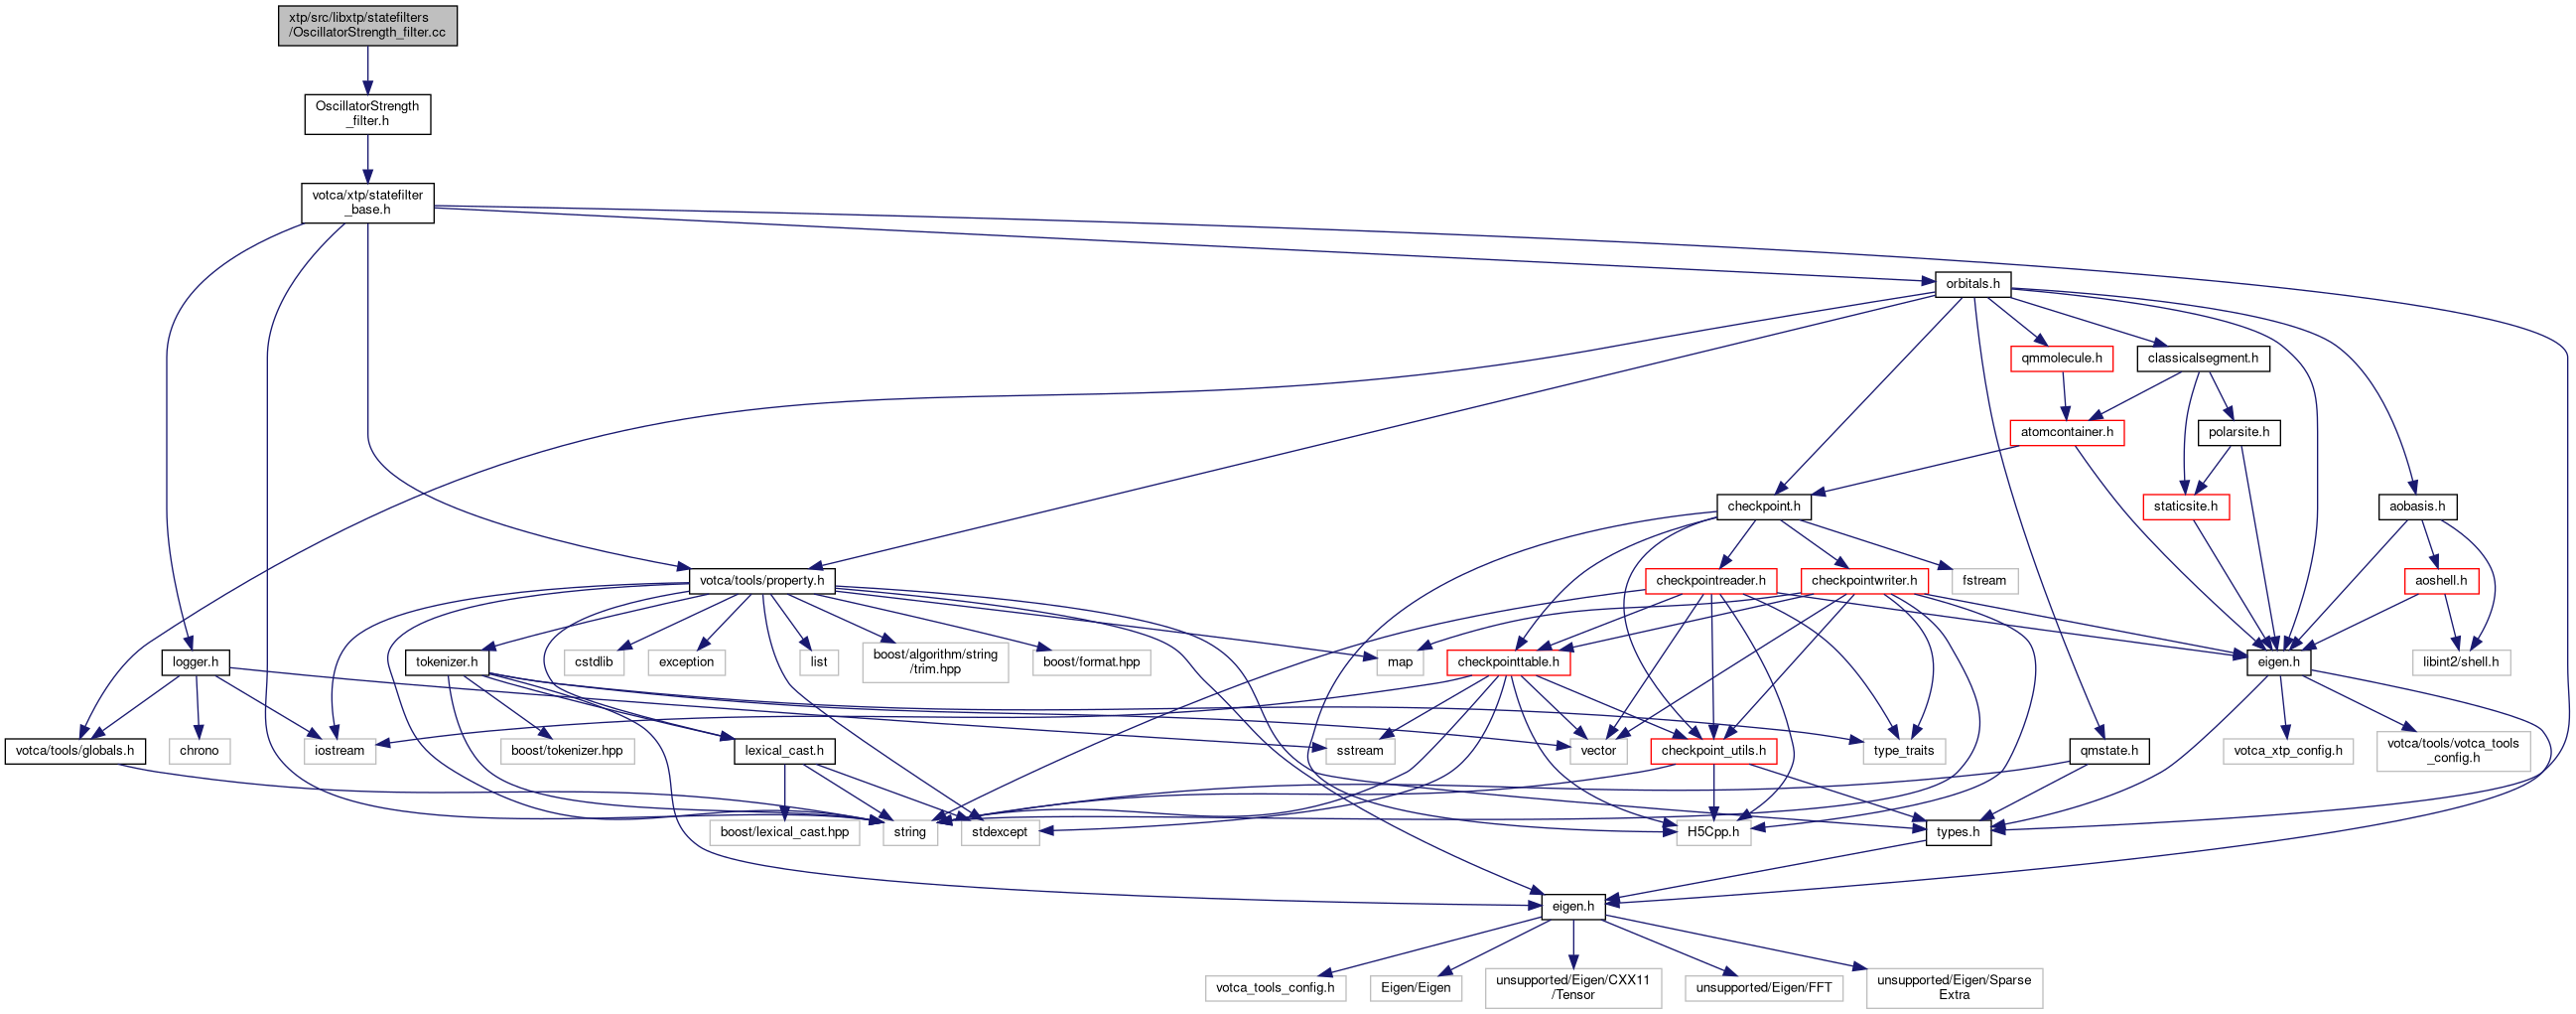 xtp/src/libxtp/statefilters
/OscillatorStrength_filter.cc
OscillatorStrength
_filter.h
votca/xtp/statefilter
_base.h
orbitals.h
qmmolecule.h
classicalsegment.h
atomcontainer.h
polarsite.h
checkpoint.h
staticsite.h
aobasis.h
votca/tools/property.h
checkpointreader.h
checkpointwriter.h
fstream
aoshell.h
logger.h
tokenizer.h
cstdlib
exception
list
boost/algorithm/string
/trim.hpp
boost/format.hpp
map
checkpointtable.h
eigen.h
libint2/shell.h
votca/tools/globals.h
chrono
iostream
boost/tokenizer.hpp
sstream
lexical_cast.h
vector
checkpoint_utils.h
type_traits
qmstate.h
votca_xtp_config.h
votca/tools/votca_tools
_config.h
boost/lexical_cast.hpp
string
stdexcept
H5Cpp.h
types.h
eigen.h
votca_tools_config.h
Eigen/Eigen
unsupported/Eigen/CXX11
/Tensor
unsupported/Eigen/FFT
unsupported/Eigen/Sparse
Extra